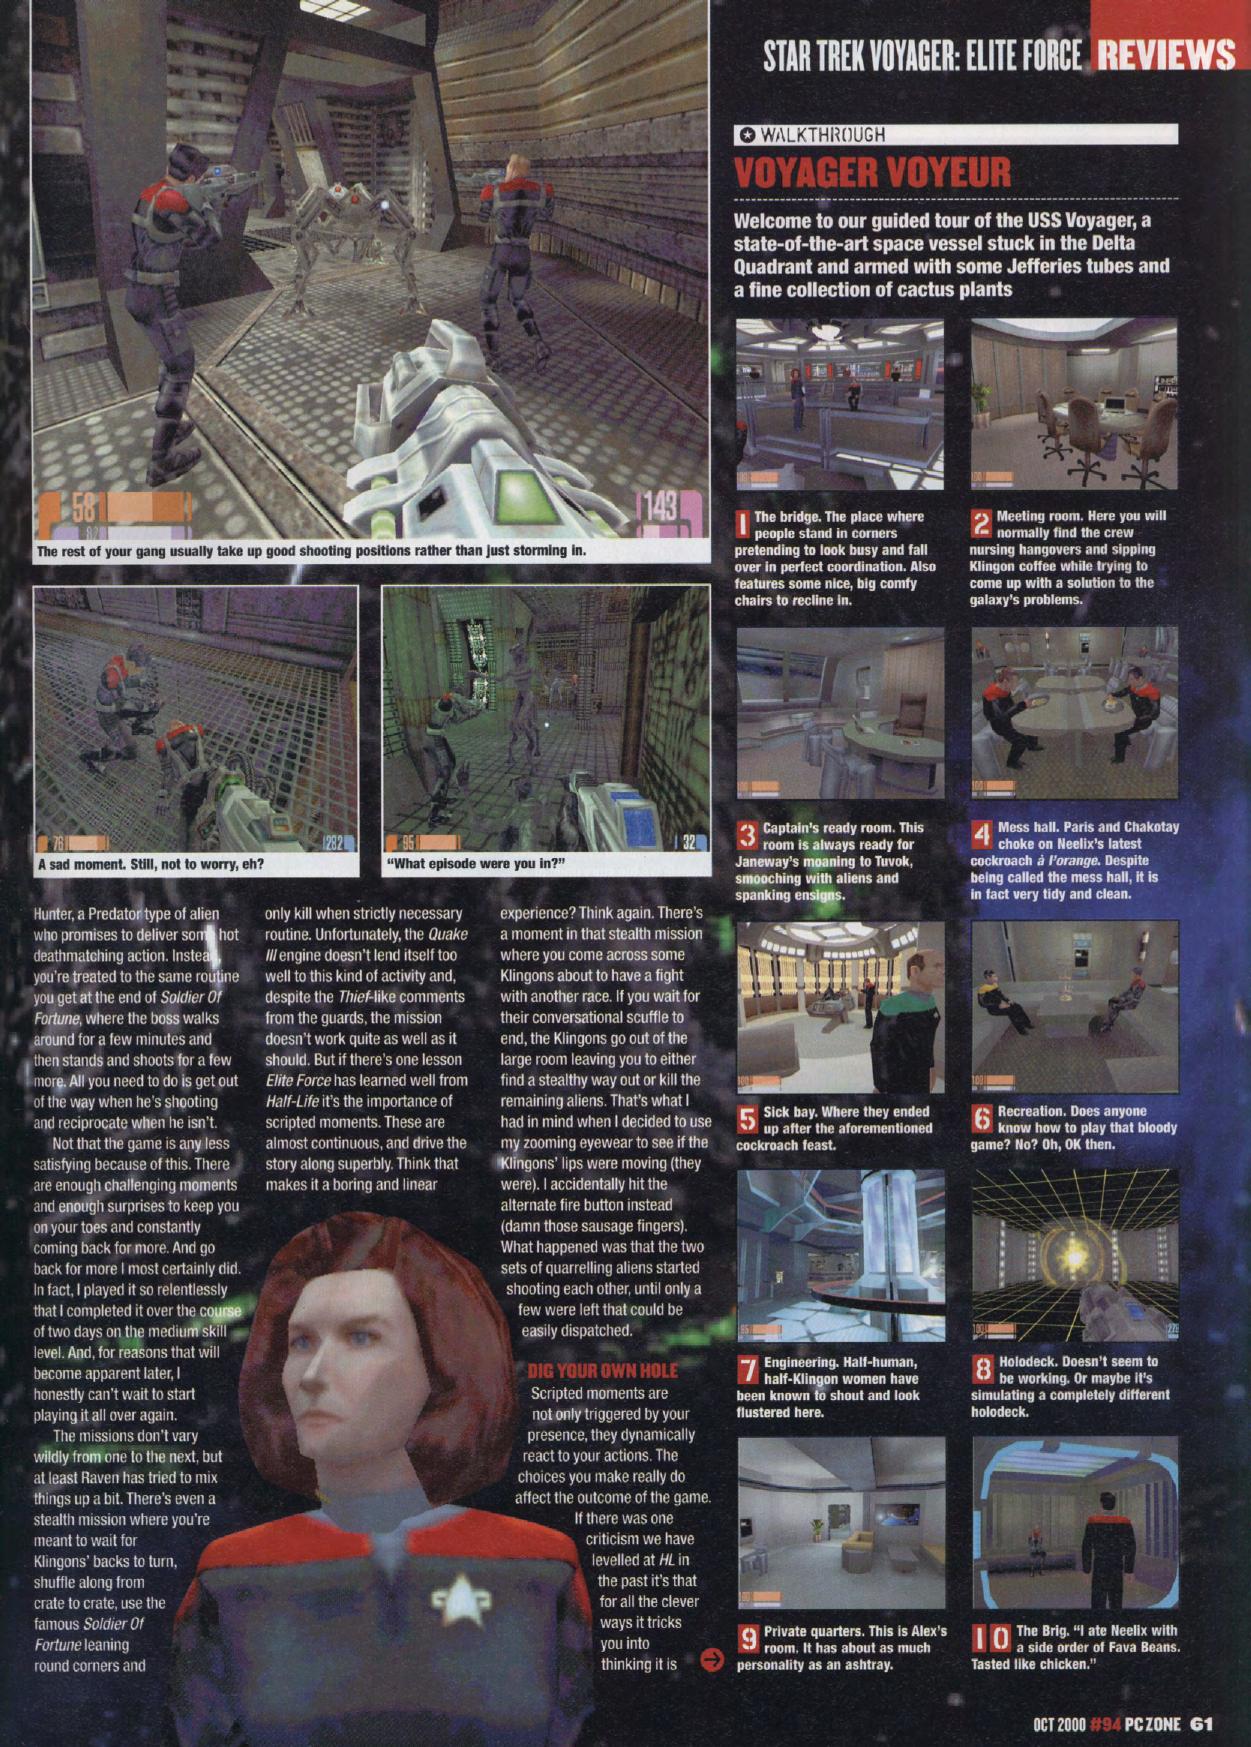 STAR TREK VOYAGER: ELITE FORCE REVIEWS
58
82
143
The rest of your gang usually take up good shooting positions rather than just storming in.
76
282
A sad moment. Still, not to worry, eh?
95
32
"What episode were you in?"
Hunter, a Predator type of alien
who promises to deliver some hot
deathmatching action. Instead,
you're treated to the same routine
you get at the end of Soldier Of
Fortune, where the boss walks
around for a few minutes and
then stands and shoots for a few
more. All you need to do is get out
of the way when he's shooting
and reciprocate when he isn't.
Not that the game is any less
satisfying because of this. There
are enough challenging moments
and enough surprises to keep you
on your toes and constantly
coming back for more. And go
back for more I most certainly did.
In fact, I played it so relentlessly
that I completed it over the course
of two days on the medium skill
level. And, for reasons that will
become apparent later, I
honestly can't wait to start
playing it all over again.
The missions don't vary
wildly from one to the next, but
at least Raven has tried to mix
things up a bit. There's even a
stealth mission where you're
meant to wait for
Klingons' backs to turn,
shuffle along from
crate to crate, use the
famous Soldier Of
Fortune leaning
round corners and
only kill when strictly necessary
routine. Unfortunately, the Quake
III engine doesn't lend itself too
well to this kind of activity and,
despite the Thief-like comments
from the guards, the mission
doesn't work quite as well as it
should. But if there's one lesson
Elite Force has learned well from
Half-Life it's the importance of
scripted moments. These are
almost continuous, and drive the
story along superbly. Think that
makes it a boring and linear
experience? Think again. There's
a moment in that stealth mission
where you come across some
Klingons about to have a fight
with another race. If you wait for
their conversational scuffle to
end, the Klingons go out of the
large room leaving you to either
find a stealthy way out or kill the
remaining aliens. That's what I
had in mind when I decided to use
my zooming eyewear to see if the
Klingons' lips were moving (they
were). I accidentally hit the
alternate fire button instead
(damn those sausage fingers).
What happened was that the two
sets of quarrelling aliens started
shooting each other, until only a
few were left that could be
easily dispatched.
DIG YOUR OWN HOLE
Scripted moments are
not only triggered by your
presence, they dynamically
react to your actions. The
choices you make really do
affect the outcome of the game.
If there was one
criticism we have
levelled at HL in
the past it's that
for all the clever
ways it tricks
you into
thinking it is
WALKTHROUGH
VOYAGER VOYEUR
Welcome to our guided tour of the USS Voyager, a
state-of-the-art space vessel stuck in the Delta
Quadrant and armed with some Jefferies tubes and
a fine collection of cactus plants
1 The bridge. The place where
people stand in corners
pretending to look busy and fall
over in perfect coordination. Also
features some nice, big comfy
chairs to recline in.
2 Meeting room. Here you will
normally find the crew
nursing hangovers and sipping
Klingon coffee while trying to
come up with a solution to the
galaxy's problems.
3 Captain's ready room. This
room is always ready for
Janeway's moaning to Tuvok,
smooching with aliens and
spanking ensigns.
4 Mess hall. Paris and Chakotay
choke on Neelix's latest
cockroach à l'orange. Despite
being called the mess hall, it is
in fact very tidy and clean.
5 Sick bay. Where they ended
up after the aforementioned
cockroach feast.
6 Recreation. Does anyone
know how to play that bloody
game? No? Oh, OK then.
7 Engineering. Half-human,
half-Klingon women have
been known to shout and look
flustered here.
8 Holodeck. Doesn't seem to
be working. Or maybe it's
simulating a completely different
holodeck.
9 Private quarters. This is Alex's
room. It has about as much
personality as an ashtray.
10 The Brig. "I ate Neelix with
a side order of Fava Beans.
Tasted like chicken."
OCT 2000 #94 PC ZONE 61